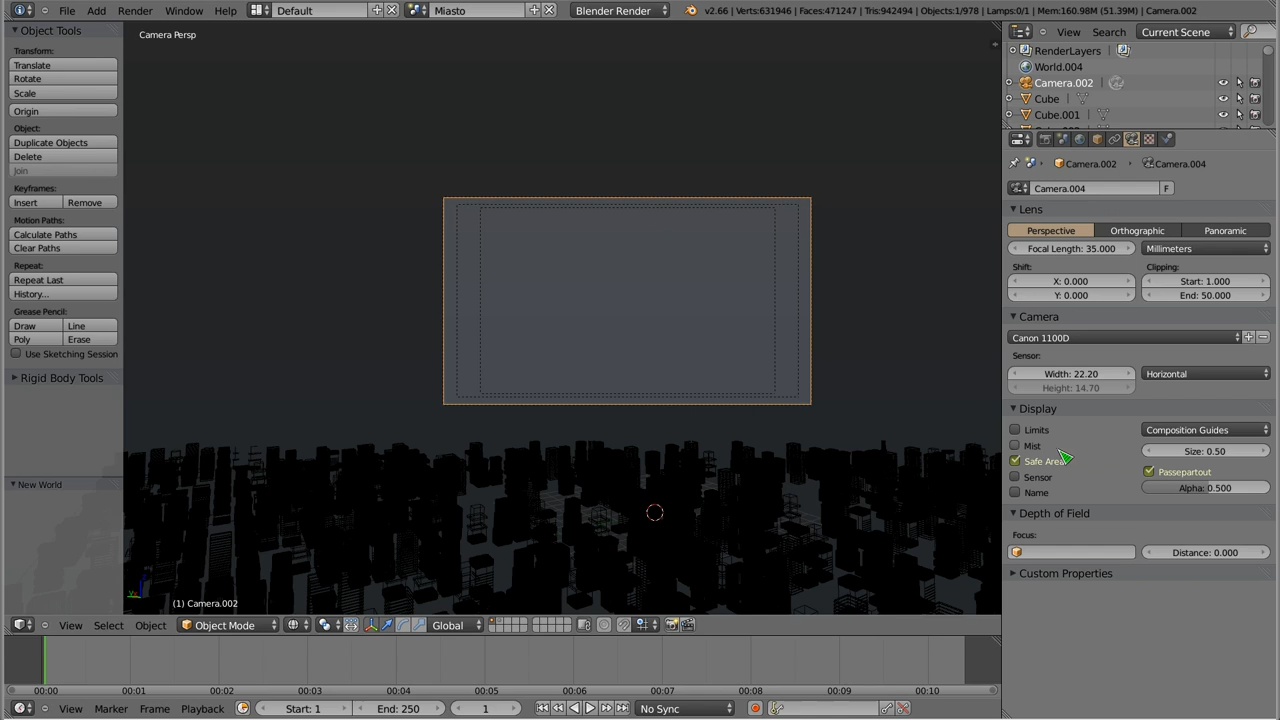 File Add Render Window Help Default Miasto Blender Render v2.66 | Verts:631946 | Faces:471247 | Tris:942494 | Objects:1/978 | Lamps:0/1 | Mem:160.98M (51.39M) | Camera.002
Object Tools
Transform:
Translate
Rotate
Scale
Origin
Object:
Duplicate Objects
Delete
Join
Keyframes:
Insert Remove
Motion Paths:
Calculate Paths
Clear Paths
Repeat:
Repeat Last
History...
Grease Pencil:
Draw Line
Poly Erase
Use Sketching Session
Rigid Body Tools
New World
Camera Persp
(1) Camera.002
View Select Object Object Mode Global
00:00 00:01 00:02 00:03 00:04 00:05 00:06 00:07 00:08 00:09 00:10
View Marker Frame Playback Start: 1 End: 250 1 No Sync
View Search Current Scene
RenderLayers
World.004
Camera.002
Cube
Cube.001
Camera.002 Camera.004
Camera.004 F
Lens
Perspective Orthographic Panoramic
Focal Length: 35.000 Millimeters
Shift: Clipping:
X: 0.000 Start: 1.000
Y: 0.000 End: 50.000
Camera
Canon 1100D
Sensor:
Width: 22.20 Horizontal
Height: 14.70
Display
Limits Composition Guides
Mist Size: 0.50
Safe Area Passepartout
Sensor Alpha: 0.500
Name
Depth of Field
Focus:
Distance: 0.000
Custom Properties